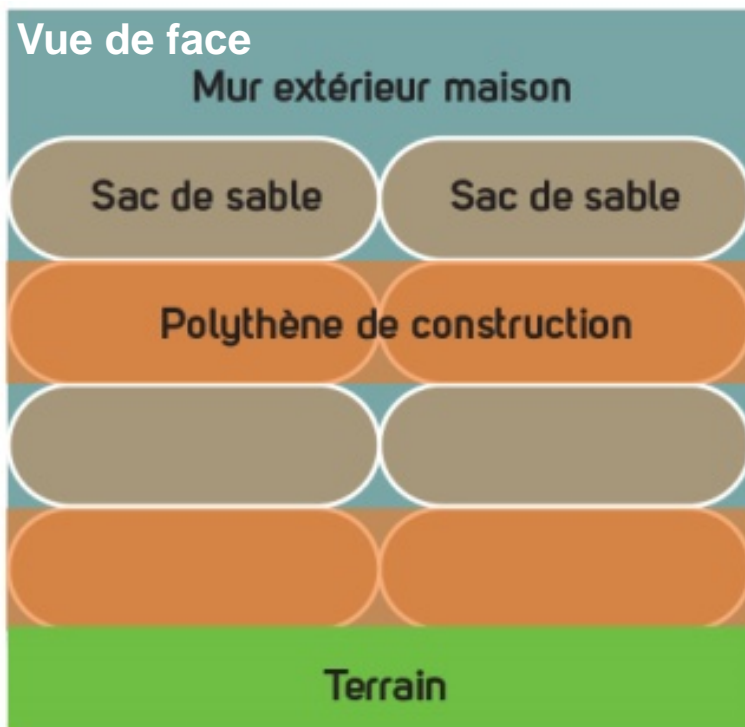 Vue de face
Mur extérieur maison
Sac de sable Sac de sable
Polythène de construction
Terrain